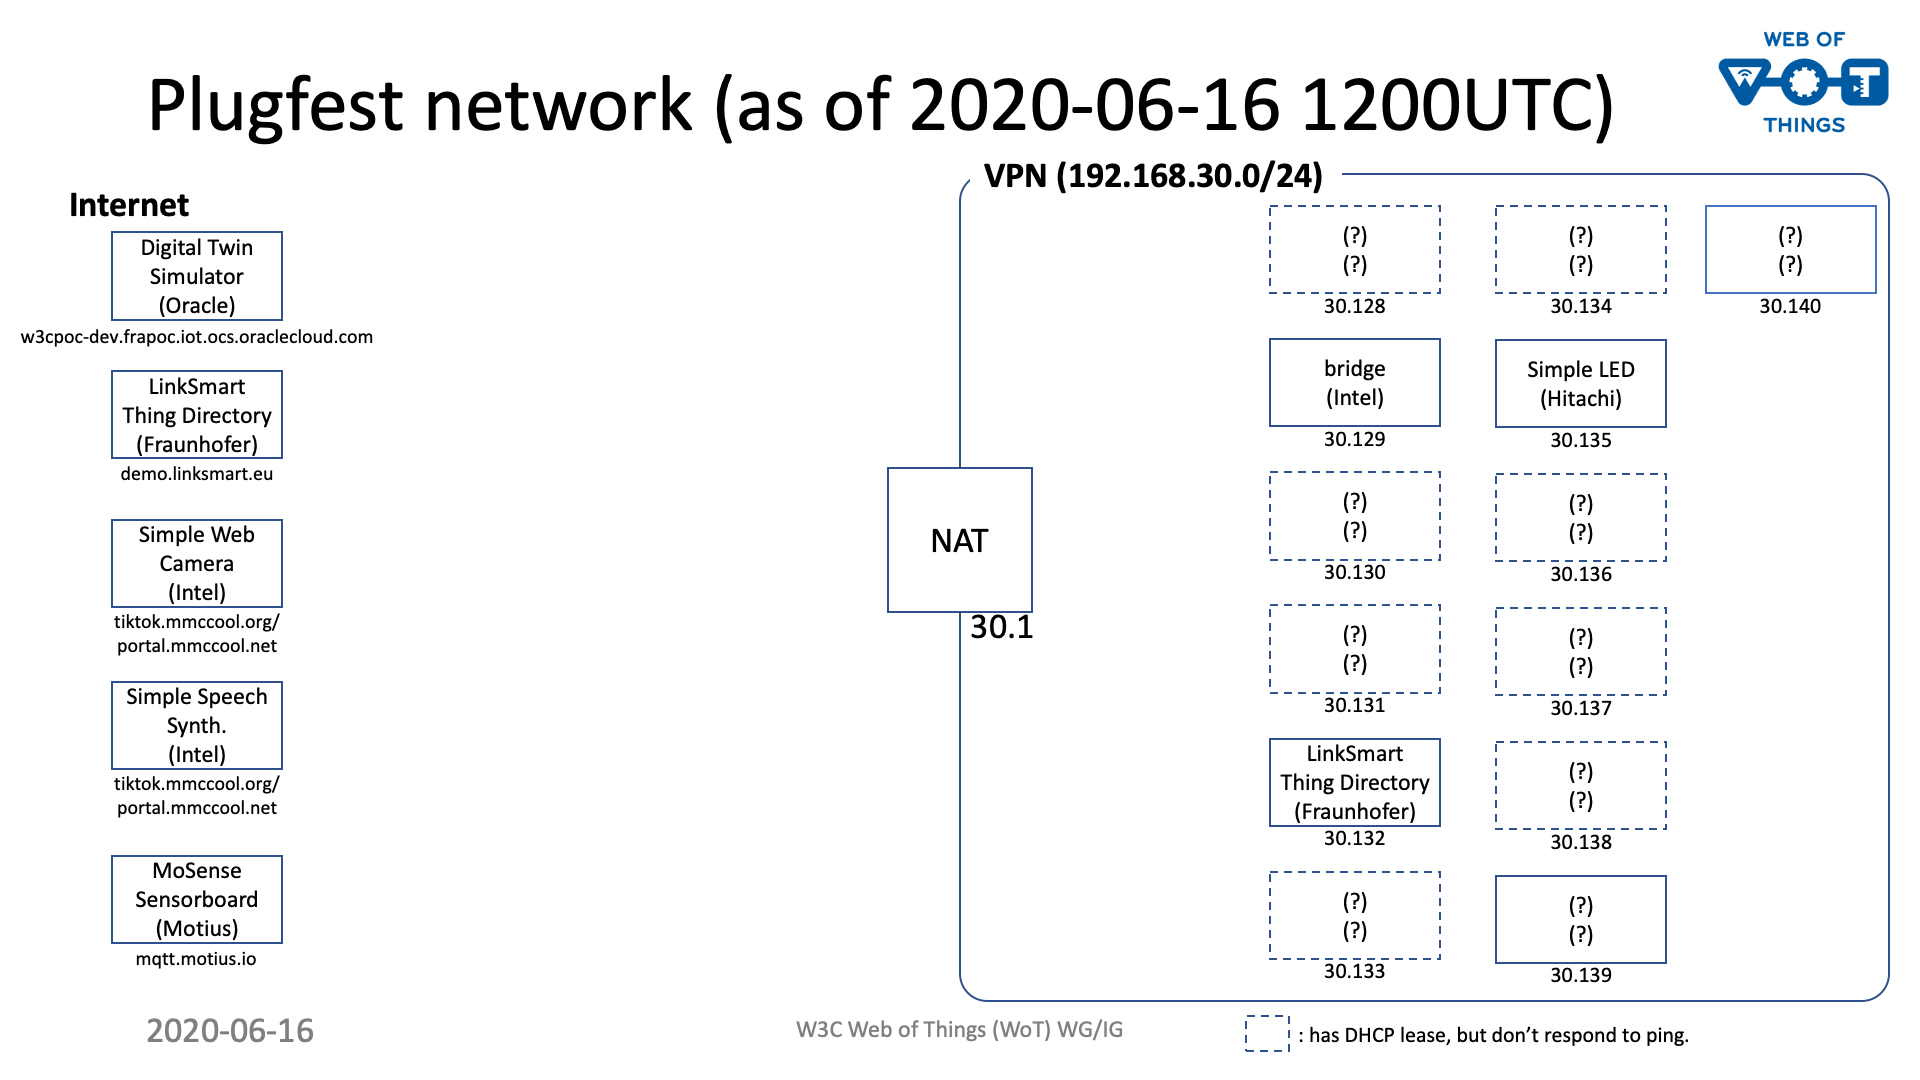 Plugfest network (as of 2020-06-16 1200UTC)
WEB OF
WOT
THINGS
Internet
Digital Twin
Simulator
(Oracle)
w3cpoc-dev.frapoc.iot.ocs.oraclecloud.com
LinkSmart
Thing Directory
(Fraunhofer)
demo.linksmart.eu
Simple Web
Camera
(Intel)
tiktok.mmccool.org/
portal.mmccool.net
Simple Speech
Synth.
(Intel)
tiktok.mmccool.org/
portal.mmccool.net
MoSense
Sensorboard
(Motius)
mqtt.motius.io
NAT
30.1
VPN (192.168.30.0/24)
(?)
(?)
30.128
bridge
(Intel)
30.129
(?)
(?)
30.130
(?)
(?)
30.131
LinkSmart
Thing Directory
(Fraunhofer)
30.132
(?)
(?)
30.133
(?)
(?)
30.134
Simple LED
(Hitachi)
30.135
(?)
(?)
30.136
(?)
(?)
30.137
(?)
(?)
30.138
(?)
(?)
30.139
(?)
(?)
30.140
2020-06-16
W3C Web of Things (WoT) WG/IG
: has DHCP lease, but don’t respond to ping.